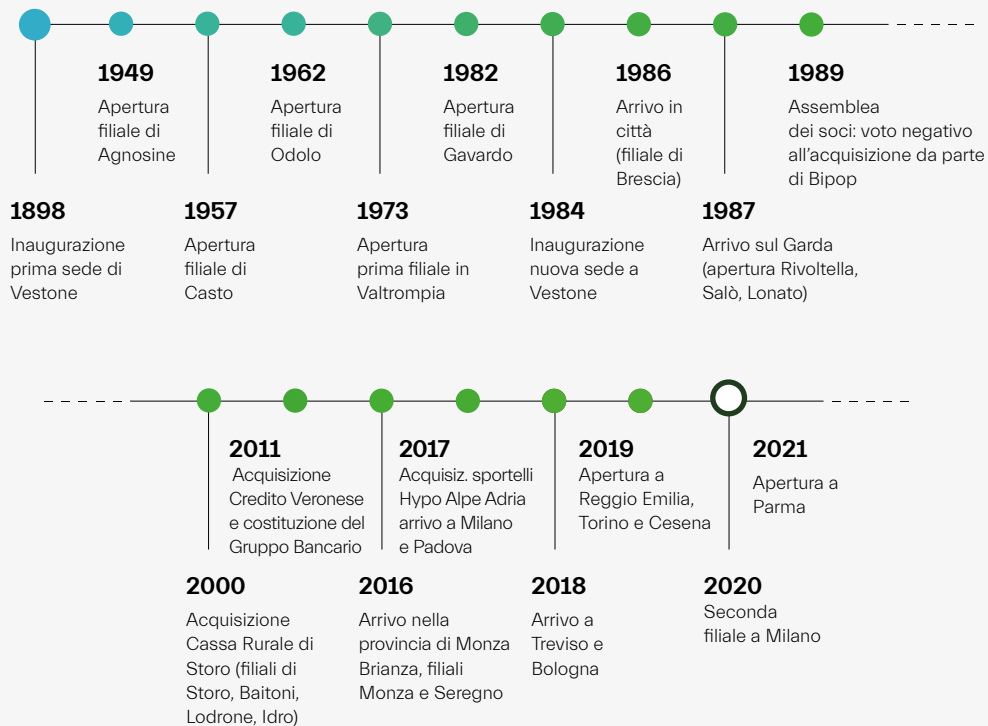 1898
Inaugurazione
prima sede di
Vestone
1949
Apertura
filiale di
Agnosine
1957
Apertura
filiale di
Casto
1962
Apertura
filiale di
Odolo
1973
Apertura
prima filiale in
Valtrompia
1982
Apertura
filiale di
Gavardo
1984
Inaugurazione
nuova sede a
Vestone
1986
Arrivo in
città
(filiale di
Brescia)
1987
Arrivo sul Garda
(apertura Rivoltella,
Salò, Lonato)
1989
Assemblea
dei soci: voto negativo
all'acquisizione da parte
di Bipop
2000
Acquisizione
Cassa Rurale di
Storo (filiali di
Storo, Baitoni,
Lodrone, Idro)
2011
Acquisizione
Credito Veronese
e costituzione del
Gruppo Bancario
2016
Arrivo nella
provincia di Monza
Brianza, filiali
Monza e Seregno
2017
Acquisiz. sportelli
Hypo Alpe Adria
arrivo a Milano
e Padova
2018
Arrivo a
Treviso e
Bologna
2019
Apertura a
Reggio Emilia,
Torino e Cesena
2020
Seconda
filiale a Milano
2021
Apertura a
Parma